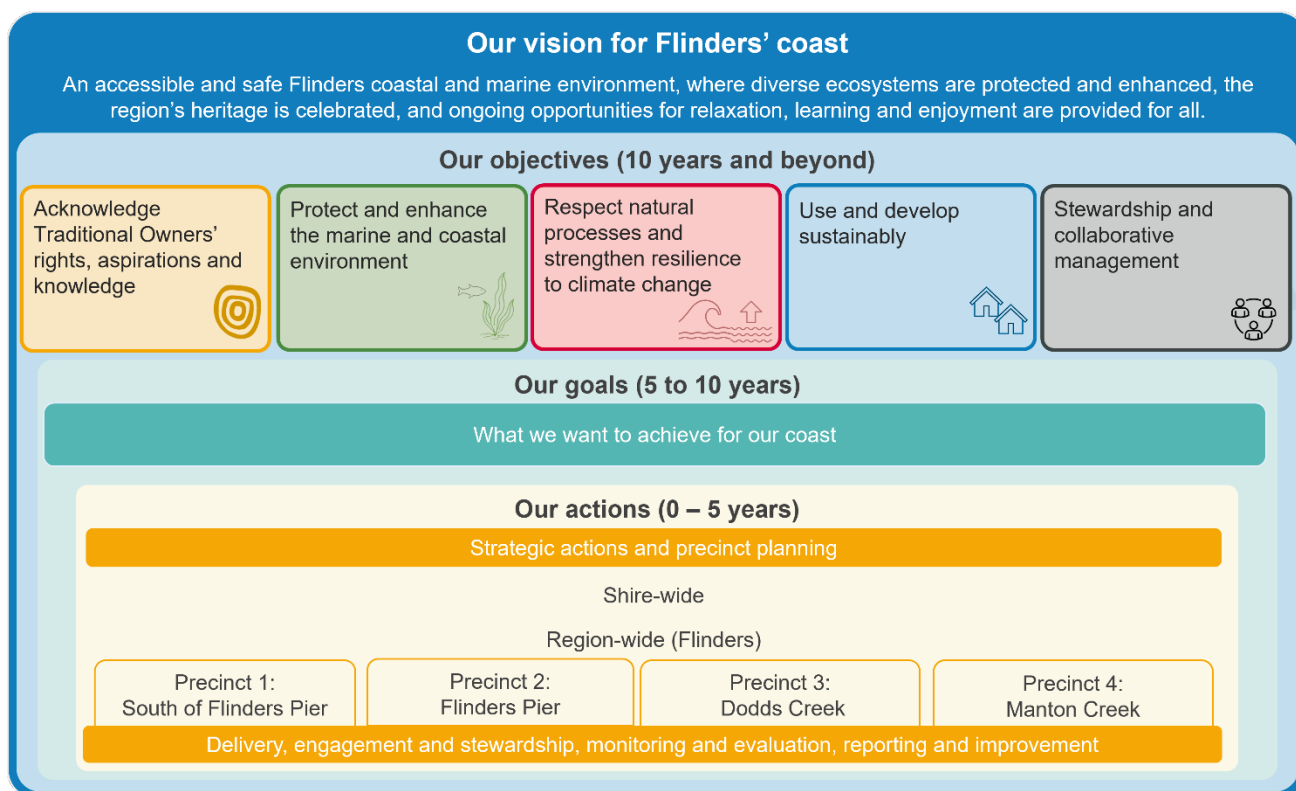 Our vision for Flinders’ coast
An accessible and safe Flinders coastal and marine environment, where diverse ecosystems are protected and enhanced, the
region’s heritage is celebrated, and ongoing opportunities for relaxation, learning and enjoyment are provided for all.
Our objectives (10 years and beyond)
Acknowledge
Traditional Owners’
rights, aspirations and
knowledge
Protect and enhance
the marine and coastal
environment
Respect natural
processes and
strengthen resilience
to climate change
Use and develop
sustainably
Stewardship and
collaborative
management
Our goals (5 to 10 years)
What we want to achieve for our coast
Our actions (0 – 5 years)
Strategic actions and precinct planning
Shire-wide
Region-wide (Flinders)
Precinct 1:
South of Flinders Pier
Precinct 2:
Flinders Pier
Precinct 3:
Dodds Creek
Precinct 4:
Manton Creek
Delivery, engagement and stewardship, monitoring and evaluation, reporting and improvement